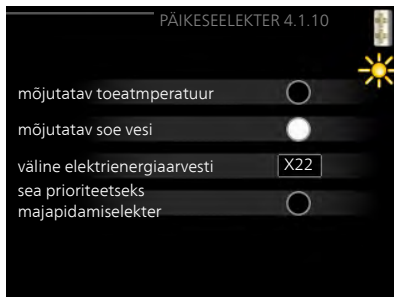 PÄIKESEELEKTER 4.1.10
mõjutatav toeatmperatuur
mõjutatav soe vesi
väline elektrienergiaarvesti X22
sea prioriteetseks
majapidamiselekter